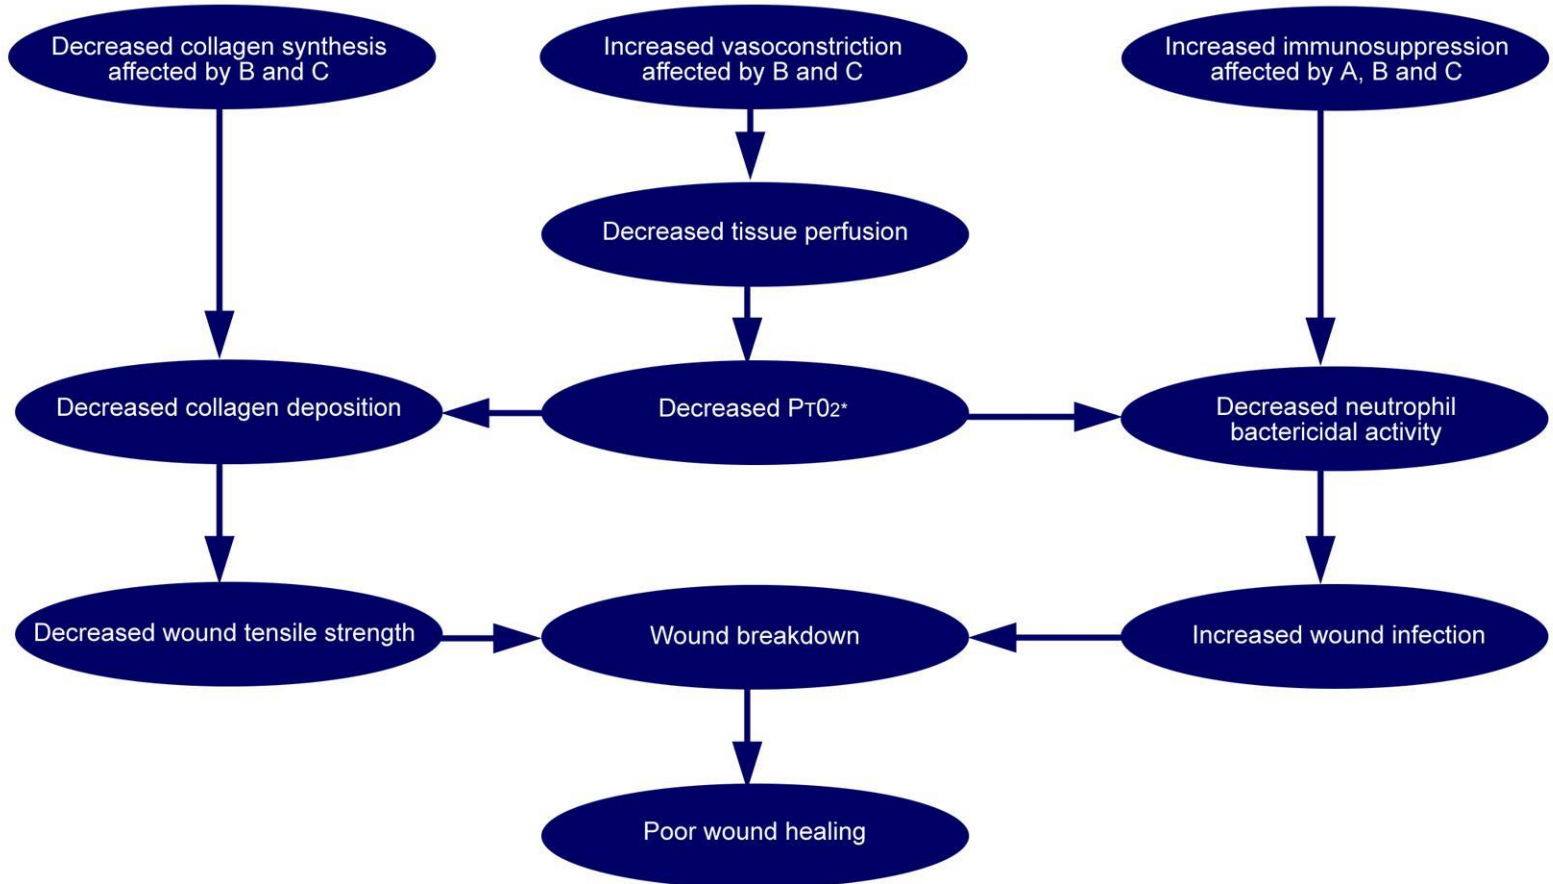 Decreased collagen synthesis
affected by B and C
Increased vasoconstriction
affected by B and C
Increased immunosuppression
affected by A, B and C
Decreased tissue perfusion
Decreased collagen deposition
Decreased PT02*
Decreased neutrophil
bactericidal activity
Decreased wound tensile strength
Wound breakdown
Increased wound infection
Poor wound healing